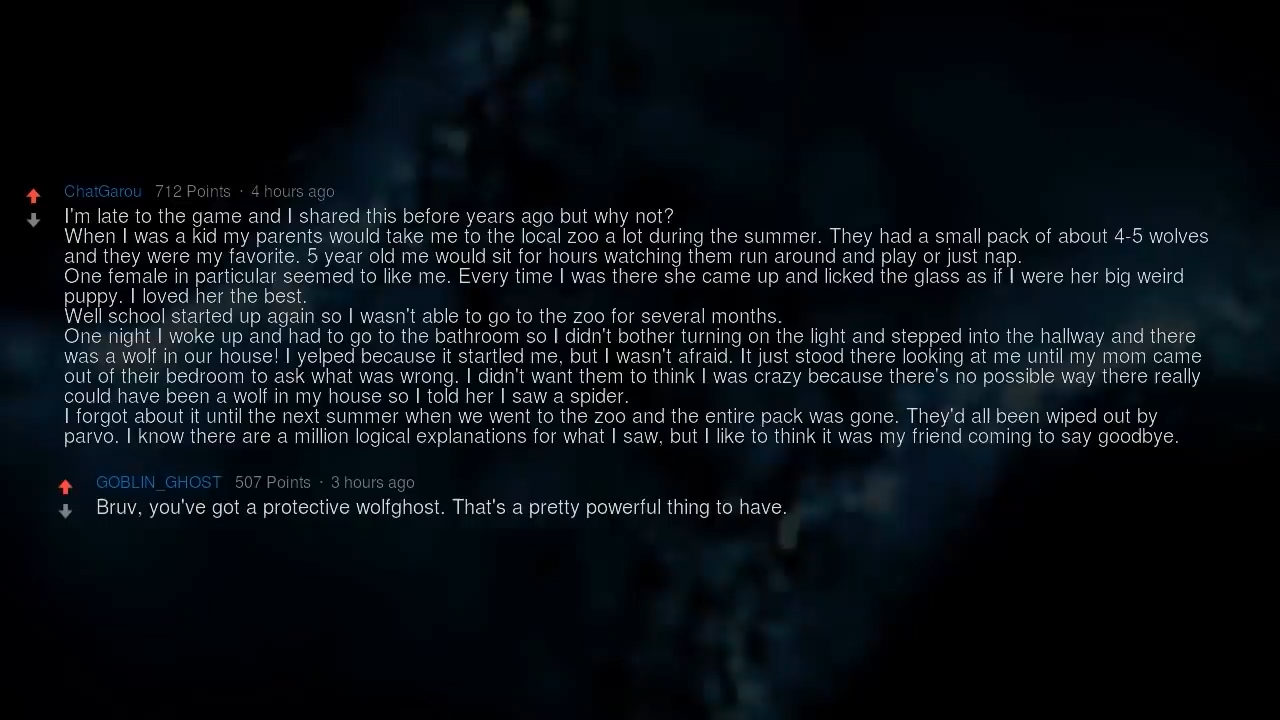 ChatGarou 712 Points · 4 hours ago
I'm late to the game and I shared this before years ago but why not?
When I was a kid my parents would take me to the local zoo a lot during the summer. They had a small pack of about 4-5 wolves
and they were my favorite. 5 year old me would sit for hours watching them run around and play or just nap.
One female in particular seemed to like me. Every time I was there she came up and licked the glass as if I were her big weird
puppy. I loved her the best.
Well school started up again so I wasn't able to go to the zoo for several months.
One night I woke up and had to go to the bathroom so I didn't bother turning on the light and stepped into the hallway and there
was a wolf in our house! I yelped because it startled me, but I wasn't afraid. It just stood there looking at me until my mom came
out of their bedroom to ask what was wrong. I didn't want them to think I was crazy because there's no possible way there really
could have been a wolf in my house so I told her I saw a spider.
I forgot about it until the next summer when we went to the zoo and the entire pack was gone. They'd all been wiped out by
parvo. I know there are a million logical explanations for what I saw, but I like to think it was my friend coming to say goodbye.
GOBLIN_GHOST 507 Points · 3 hours ago
Bruv, you've got a protective wolfghost. That's a pretty powerful thing to have.